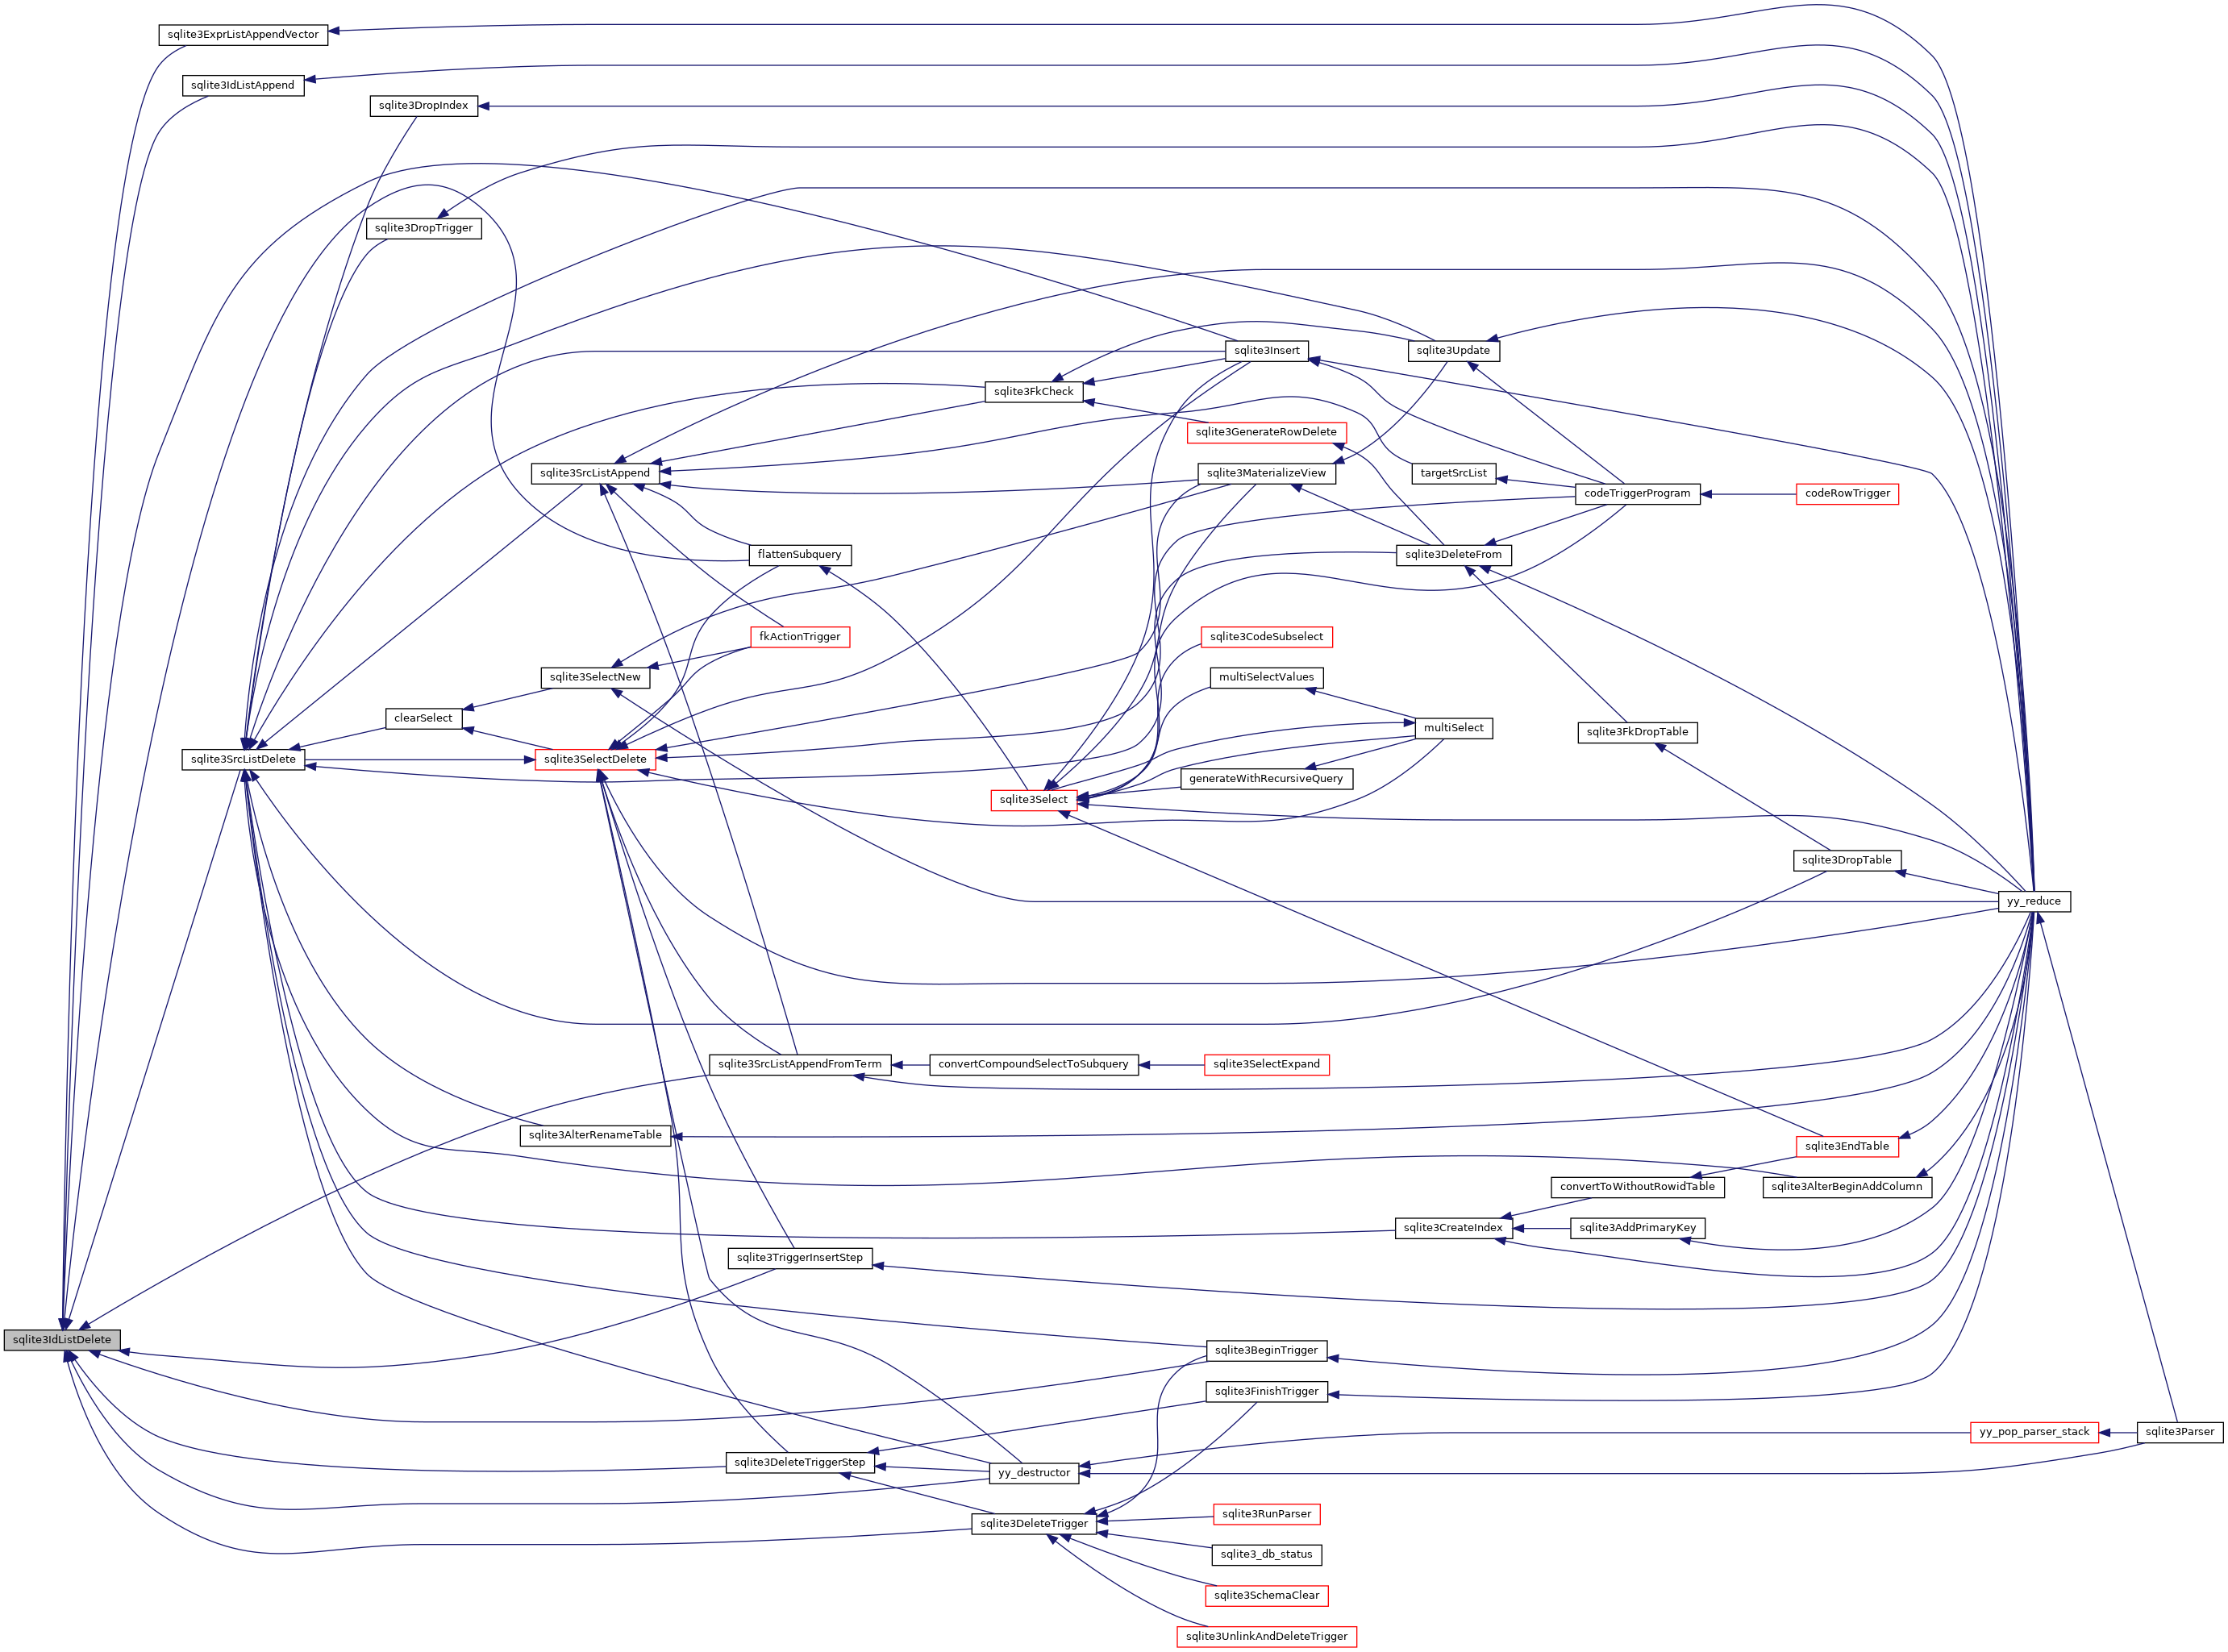 sqlite3ExprListAppendVector
sqlite3IdListAppend
sqlite3DropIndex
sqlite3DropTrigger
sqlite3Insert
sqlite3Update
sqlite3FkCheck
sqlite3GenerateRowDelete
sqlite3SrcListAppend
sqlite3MaterializeView
targetSrcList
codeTriggerProgram
codeRowTrigger
flattenSubquery
sqlite3DeleteFrom
fkActionTrigger
sqlite3CodeSubselect
sqlite3SelectNew
multiSelectValues
clearSelect
multiSelect
sqlite3FkDropTable
sqlite3SrcListDelete
sqlite3SelectDelete
generateWithRecursiveQuery
sqlite3Select
sqlite3DropTable
yy_reduce
sqlite3SrcListAppendFromTerm
convertCompoundSelectToSubquery
sqlite3SelectExpand
sqlite3AlterRenameTable
sqlite3EndTable
convertToWithoutRowidTable
sqlite3AlterBeginAddColumn
sqlite3CreateIndex
sqlite3AddPrimaryKey
sqlite3TriggerInsertStep
sqlite3IdListDelete
sqlite3BeginTrigger
sqlite3FinishTrigger
yy_pop_parser_stack
sqlite3Parser
sqlite3DeleteTriggerStep
yy_destructor
sqlite3RunParser
sqlite3DeleteTrigger
sqlite3_db_status
sqlite3SchemaClear
sqlite3UnlinkAndDeleteTrigger